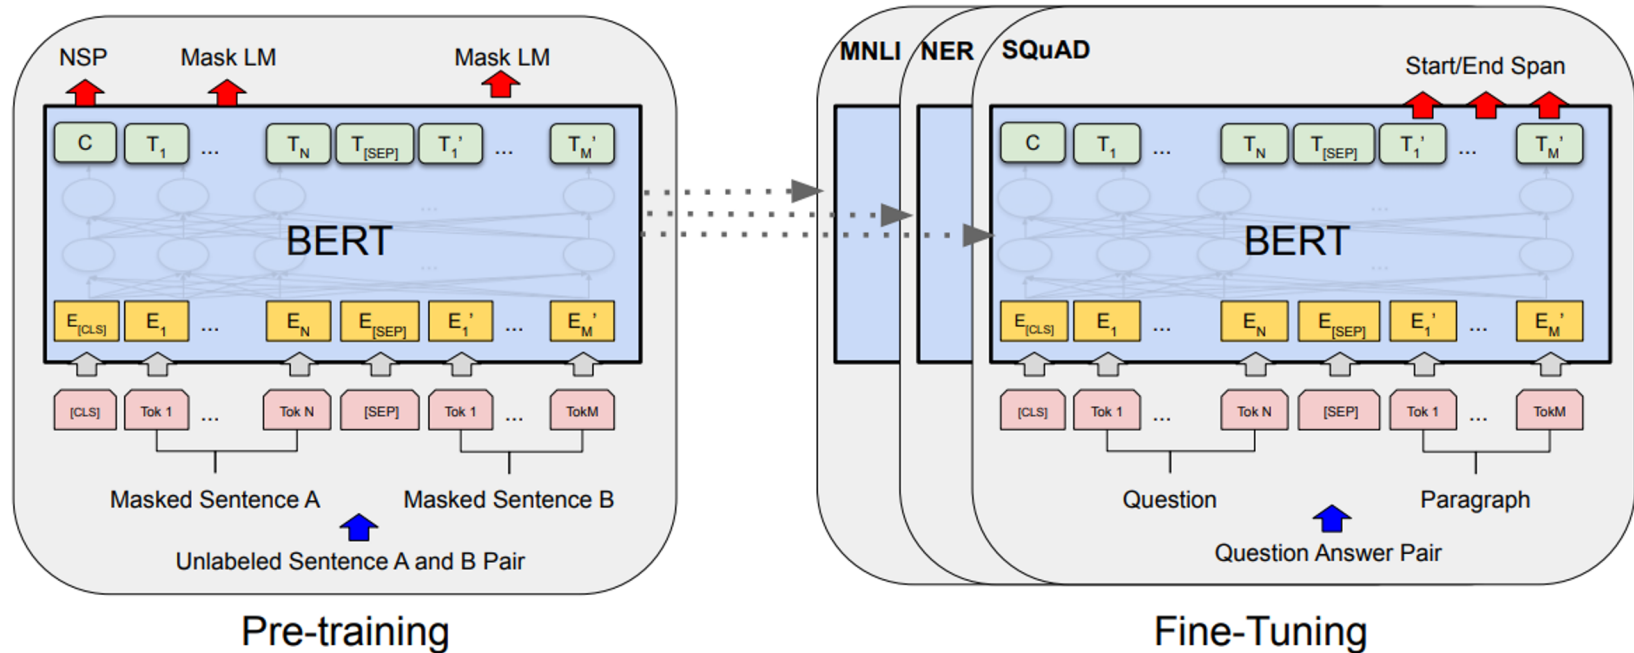 NSP Mask LM Mask LM
C T1 ... TN T[SEP] T1' ... TM'
...
BERT
...
E[CLS] E1 ... EN E[SEP] E1' ... EM'
[CLS] Tok 1 ... Tok N [SEP] Tok 1 ... TokM
Masked Sentence A Masked Sentence B
Unlabeled Sentence A and B Pair
Pre-training
MNLI NER SQuAD
Start/End Span
C T1 ... TN T[SEP] T1' ... TM'
...
BERT
...
E[CLS] E1 ... EN E[SEP] E1' ... EM'
[CLS] Tok 1 ... Tok N [SEP] Tok 1 ... TokM
Question Paragraph
Question Answer Pair
Fine-Tuning